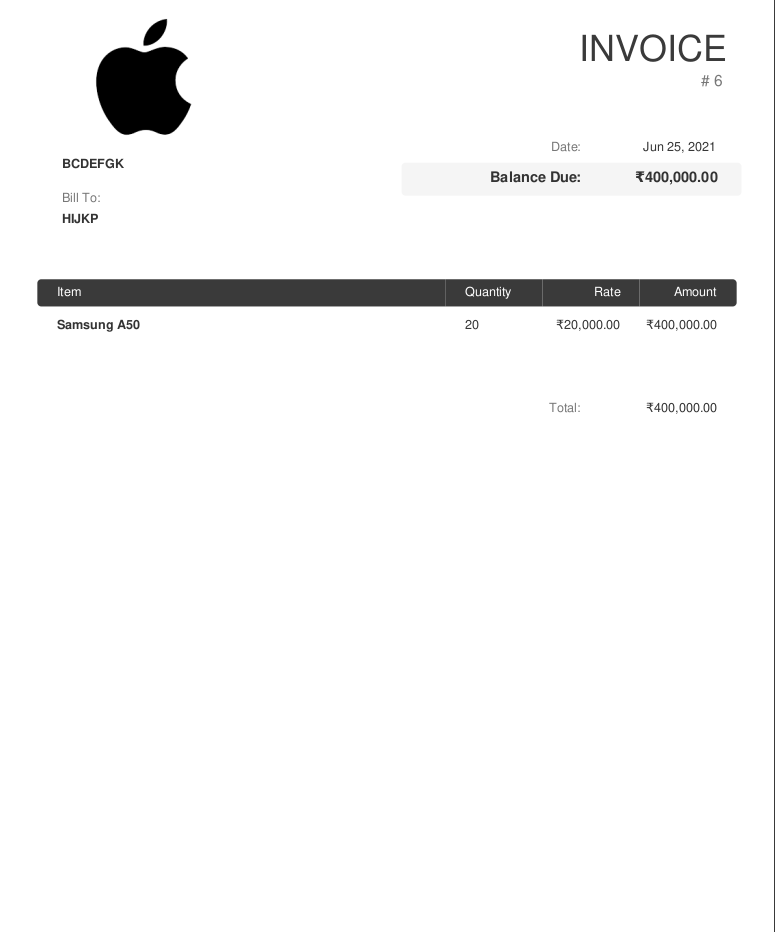 INVOICE
# 6
Date: Jun 25, 2021
BCDEFGK
Balance Due: ₹400,000.00
Bill To:
HIJKP
Item Quantity Rate Amount
Samsung A50 20 ₹20,000.00 ₹400,000.00
Total: ₹400,000.00